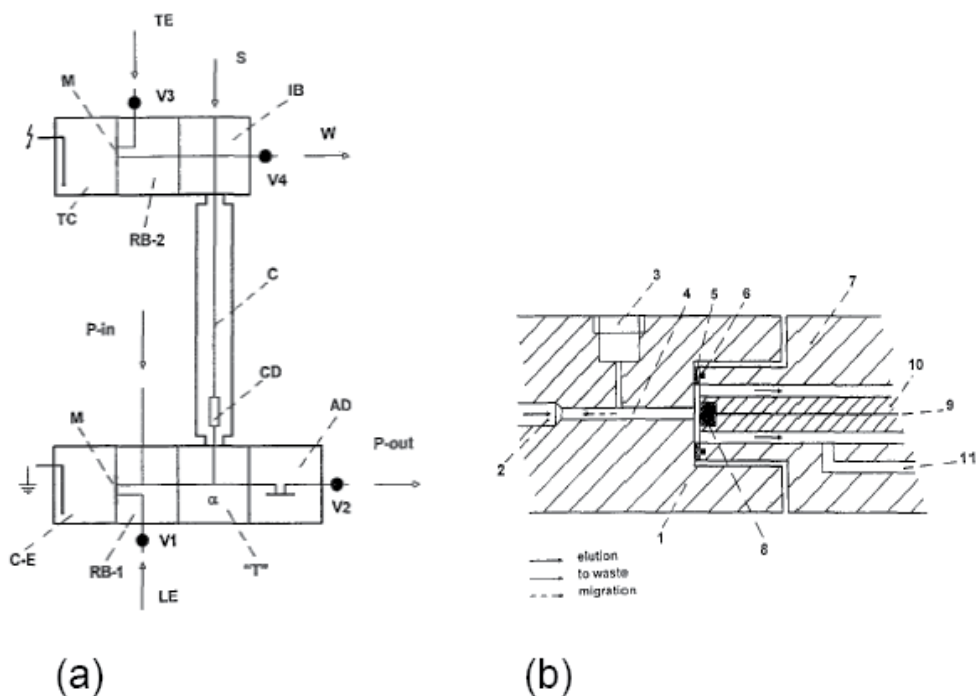 TE
S
M
V3
IB
W
V4
TC
RB-2
C
P-in
CD
AD
M
P-out
α
V2
C-E
RB-1
V1
"T"
LE
3 4 5 6 7
10
9
2
11
1
8
elution
to waste
migration
(a) (b)